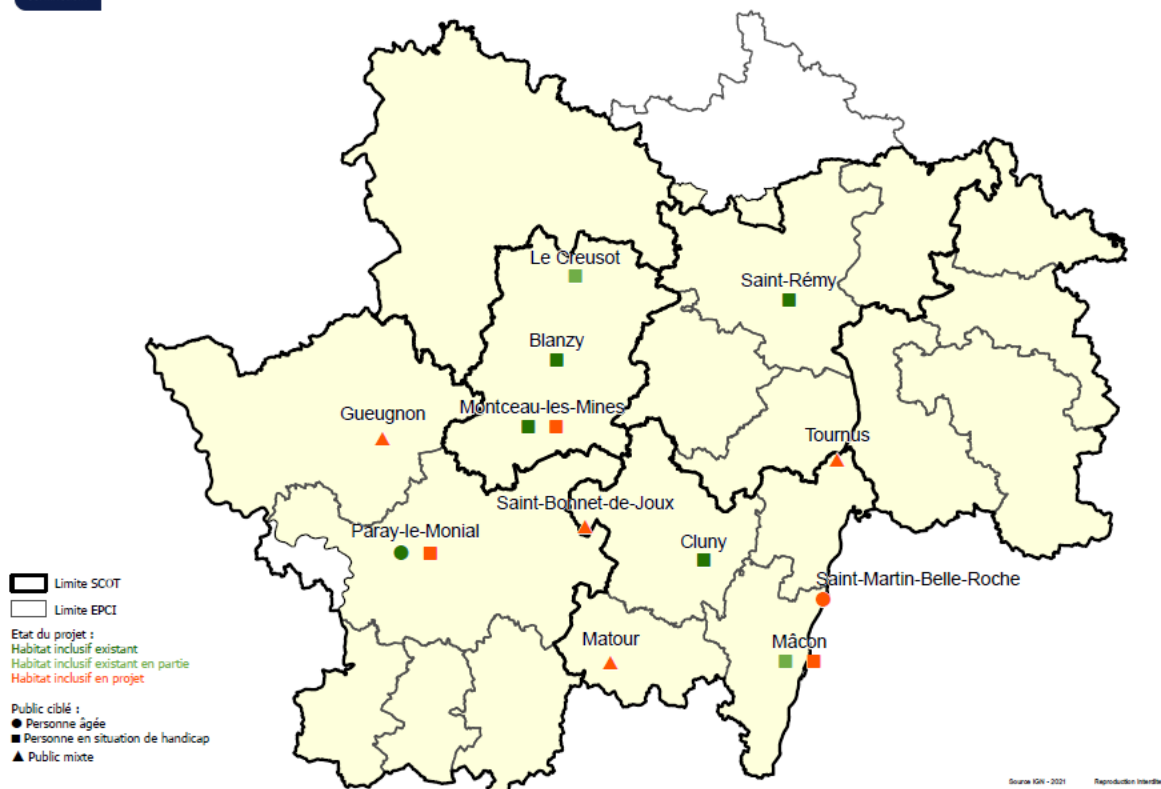 Le Creusot
Saint-Rémy
Blanzy
Gueugnon
Montceau-les-Mines
Tournus
Saint-Bonnet-de-Joux
Paray-le-Monial
Cluny
Saint-Martin-Belle-Roche
Matour
Mâcon
Limite SCOT
Limite EPCI
Etat du projet :
Habitat inclusif existant
Habitat inclusif existant en partie
Habitat inclusif en projet
Public ciblé :
Personne âgée
Personne en situation de handicap
Public mixte
Source IGN - 2021 Reproduction interdite